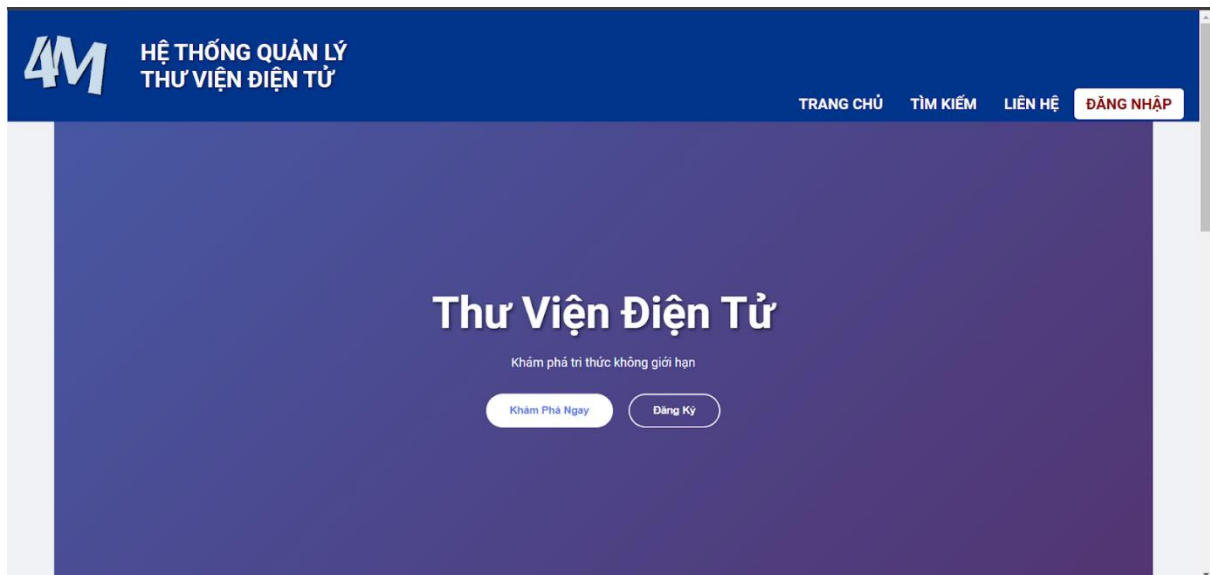 4M
HỆ THỐNG QUẢN LÝ
THƯ VIỆN ĐIỆN TỬ
TRANG CHỦ TÌM KIẾM LIÊN HỆ ĐĂNG NHẬP
Thư Viện Điện Tử
Khám phá tri thức không giới hạn
Khám Phá Ngay Đăng Ký